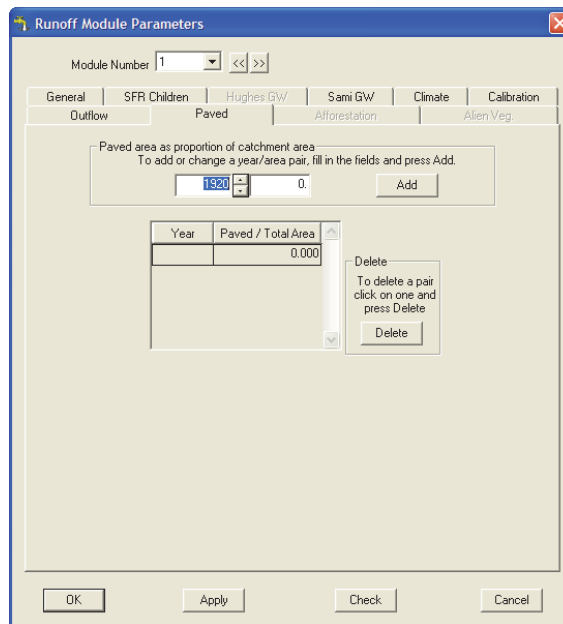 Runoff Module Parameters
Module Number 1 << >>
General SFR Children Hughes GW Sami GW Climate Calibration
Outflow Paved Afforestation Alien Veg.
Paved area as proportion of catchment area
To add or change a year/area pair, fill in the fields and press Add.
1920 0. Add
Year Paved / Total Area
0.000
Delete
To delete a pair
click on one and
press Delete
Delete
OK Apply Check Cancel